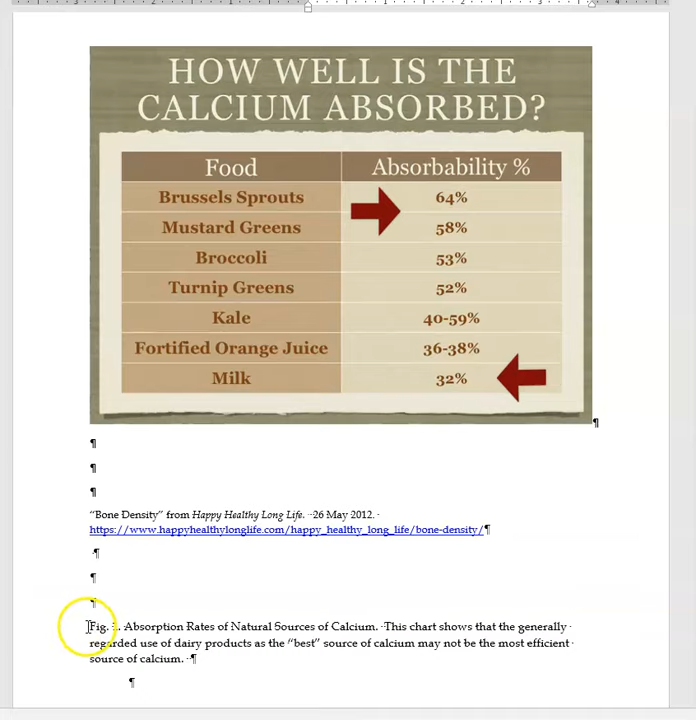 HOW WELL IS THE
CALCIUM ABSORBED?
Food Absorbability %
Brussels Sprouts 64%
Mustard Greens 58%
Broccoli 53%
Turnip Greens 52%
Kale 40-59%
Fortified Orange Juice 36-38%
Milk 32%
“Bone Density” from Happy Healthy Long Life. 26 May 2012.
https://www.happyhealthylonglife.com/happy_healthy_long_life/bone-density/
Fig. Absorption Rates of Natural Sources of Calcium. This chart shows that the generally
regarded use of dairy products as the “best” source of calcium may not be the most efficient
source of calcium.